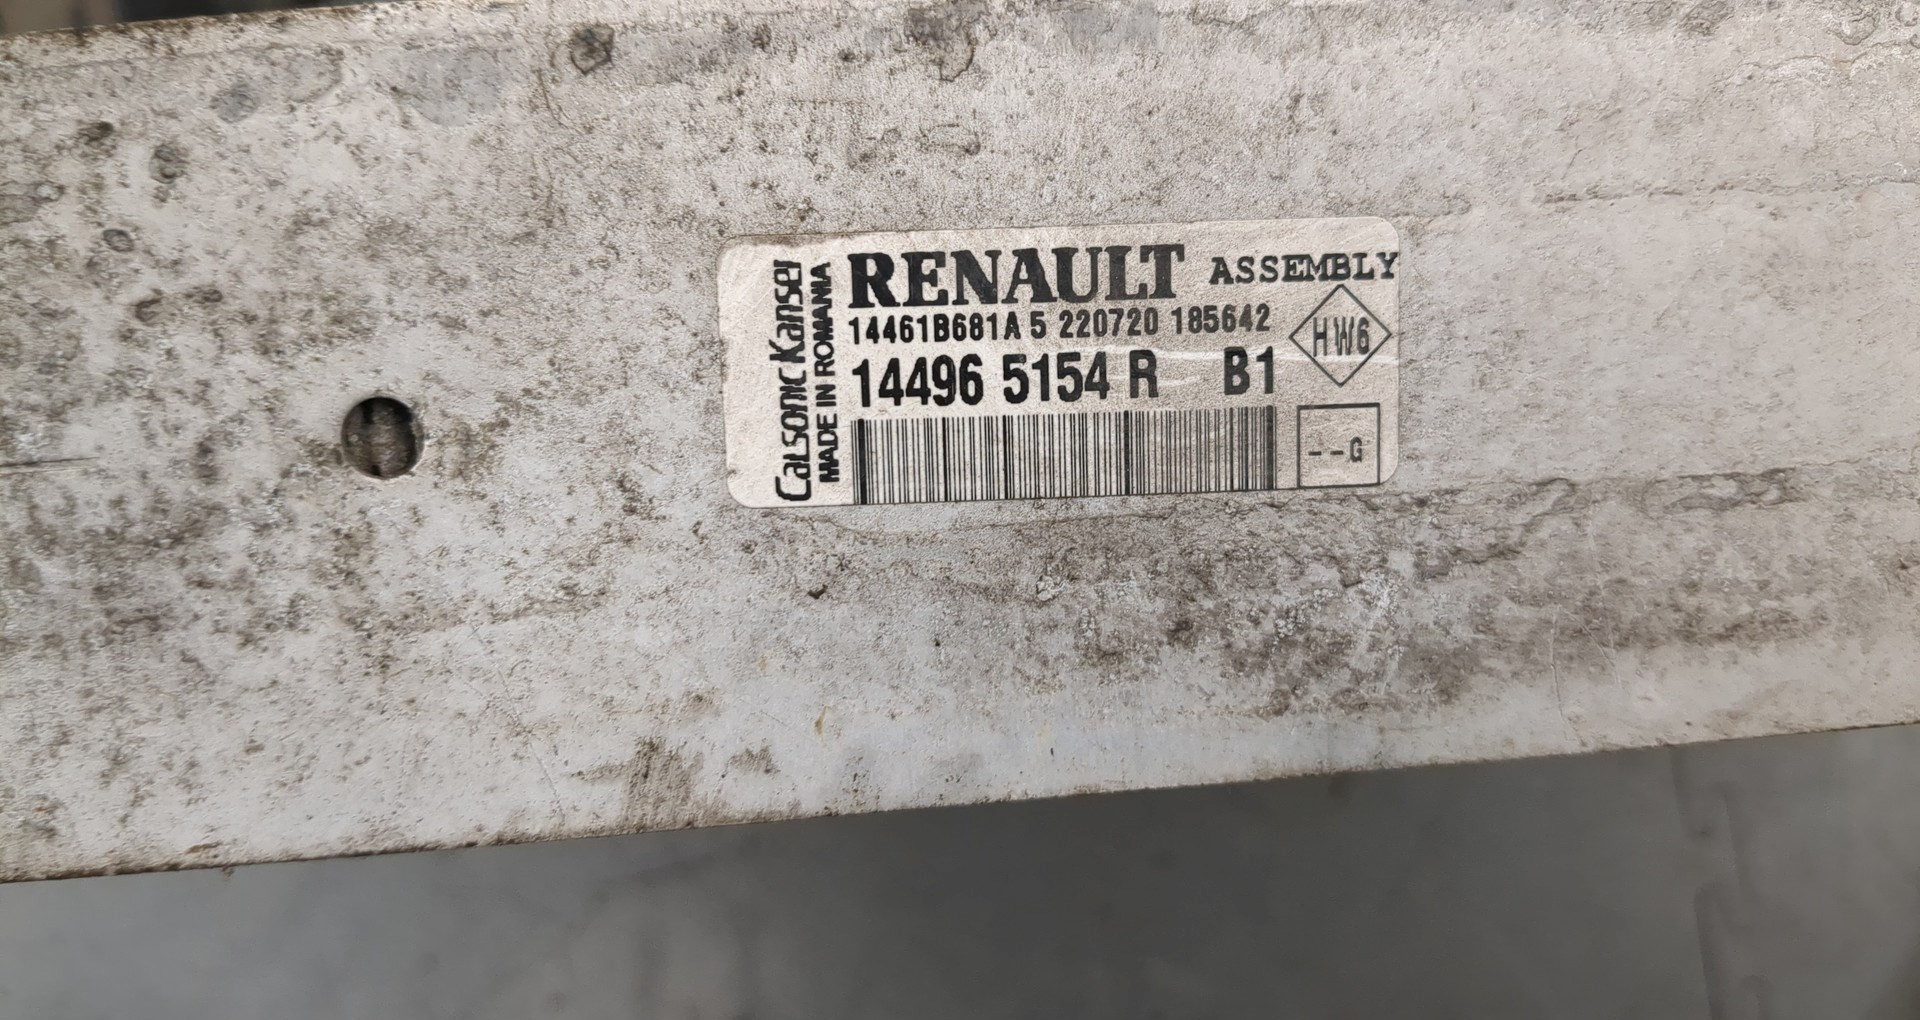 CalsonicKansei
MADE IN ROMANIA
RENAULT ASSEMBLY
14461B681A 5 220720 185642
HW6
14496 5154 R B1
--G